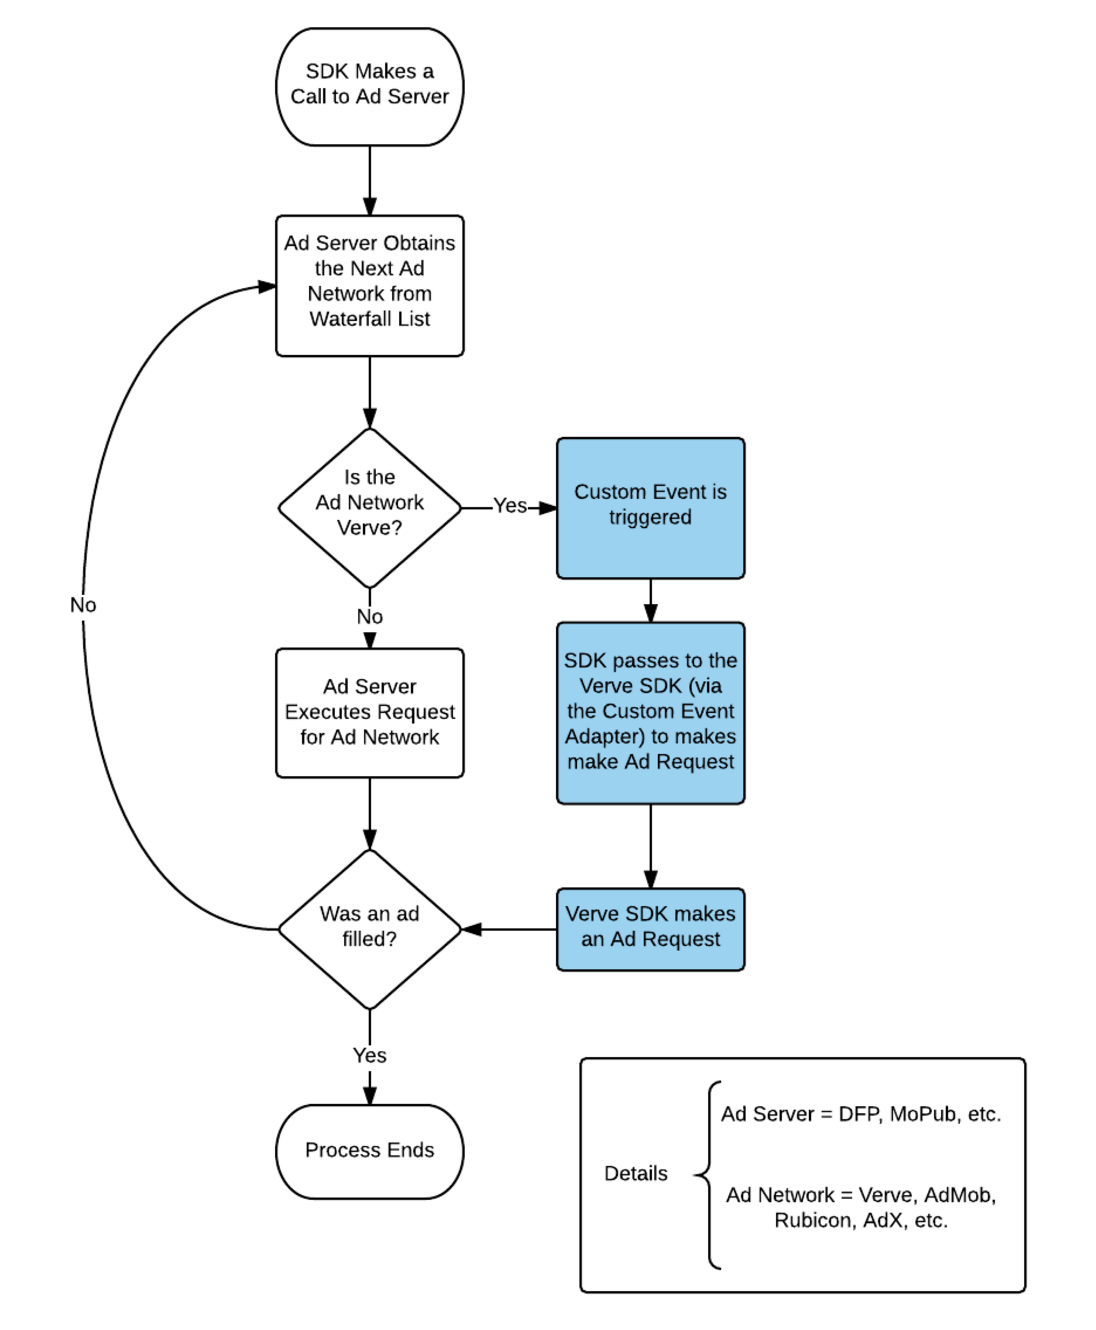 SDK Makes a
Call to Ad Server
Ad Server Obtains
the Next Ad
Network from
Waterfall List
Is the
Ad Network
Verve?
Yes
Custom Event is
triggered
No
No
Ad Server
Executes Request
for Ad Network
SDK passes to the
Verve SDK (via
the Custom Event
Adapter) to makes
make Ad Request
Was an ad
filled?
Verve SDK makes
an Ad Request
Yes
Process Ends
Details
Ad Server = DFP, MoPub, etc.
Ad Network = Verve, AdMob,
Rubicon, AdX, etc.